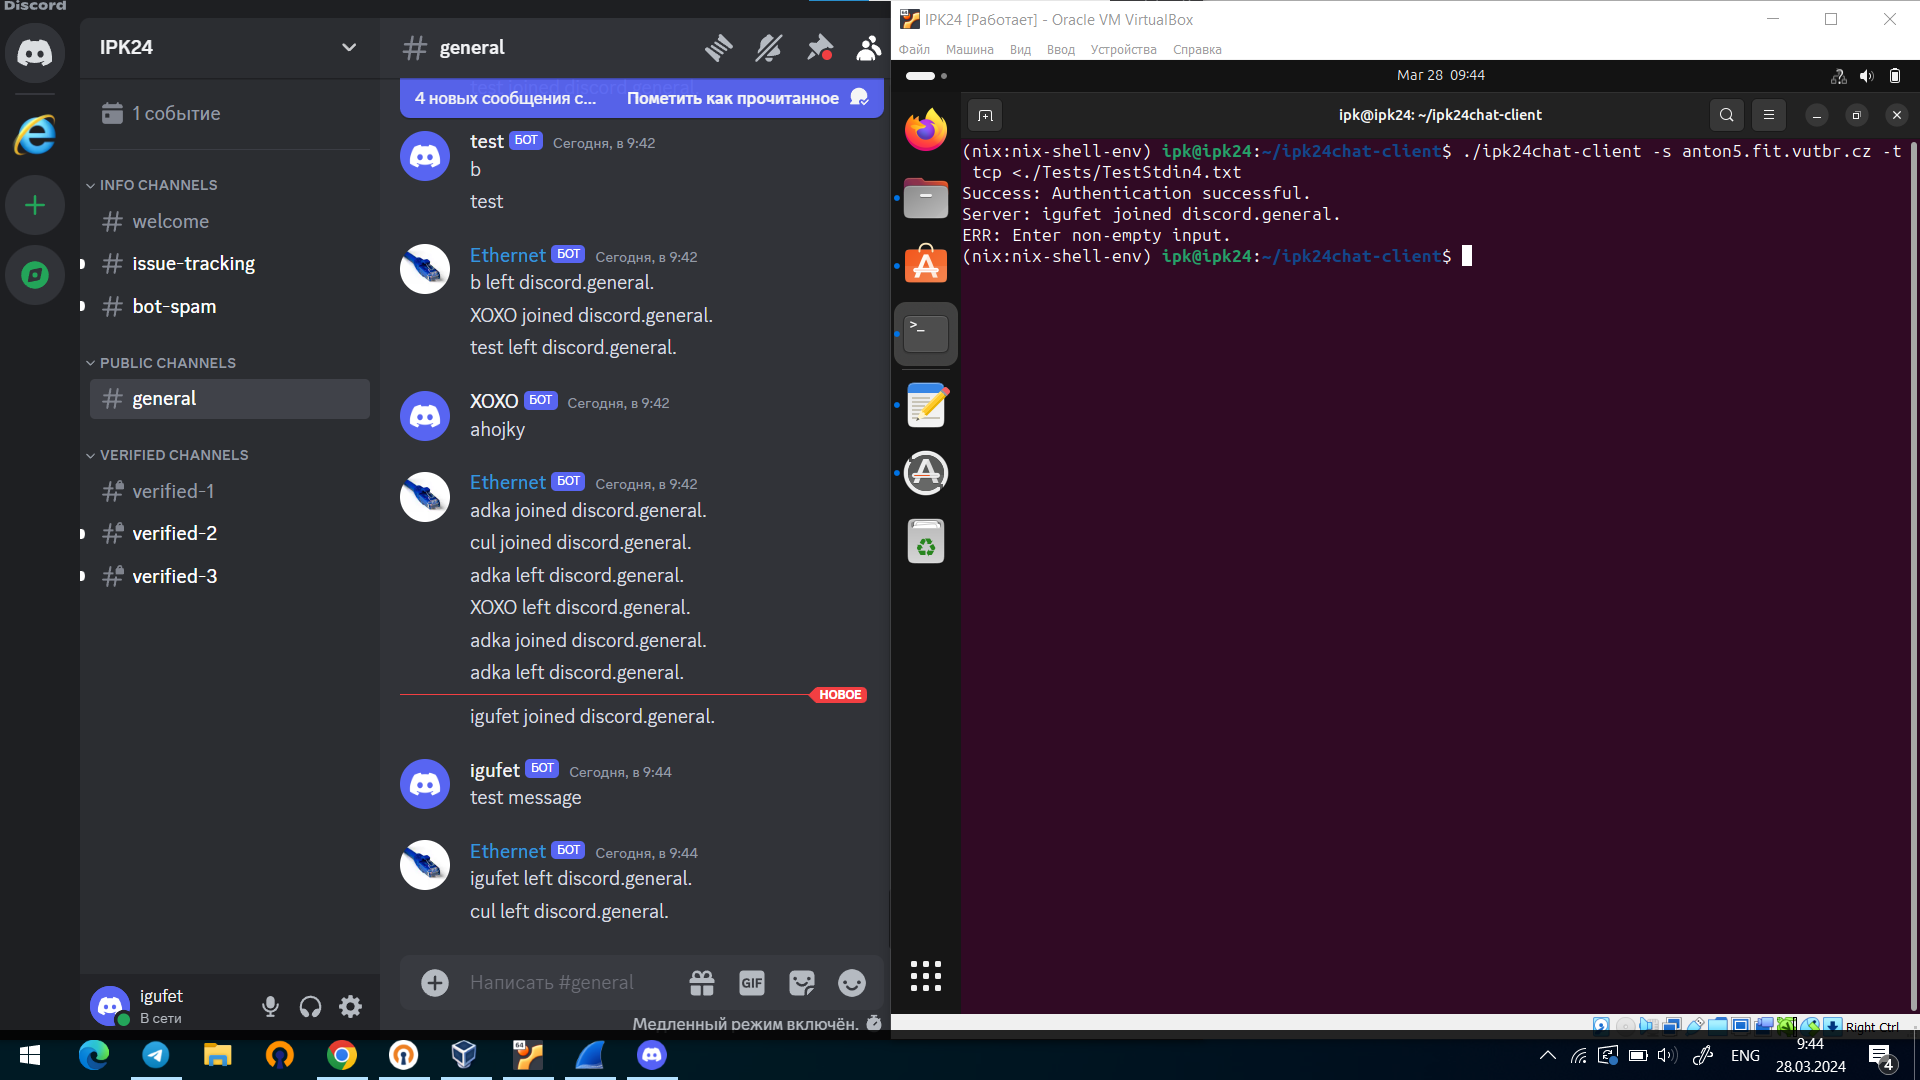 Discord
IPK24
1 событие
INFO CHANNELS
welcome
issue-tracking
bot-spam
PUBLIC CHANNELS
general
VERIFIED CHANNELS
verified-1
verified-2
verified-3
igufet
В сети
general
4 новых сообщения с... Пометить как прочитанное
test БОТ Сегодня, в 9:42
b
test
Ethernet БОТ Сегодня, в 9:42
b left discord.general.
XOXO joined discord.general.
test left discord.general.
XOXO БОТ Сегодня, в 9:42
ahojky
Ethernet БОТ Сегодня, в 9:42
adka joined discord.general.
cul joined discord.general.
adka left discord.general.
XOXO left discord.general.
adka joined discord.general.
adka left discord.general.
НОВОЕ
igufet joined discord.general.
igufet БОТ Сегодня, в 9:44
test message
Ethernet БОТ Сегодня, в 9:44
igufet left discord.general.
cul left discord.general.
Написать #general
GIF
Медленный режим включён.
IPK24 [Работает] - Oracle VM VirtualBox
Файл Машина Вид Ввод Устройства Справка
Mar 28 09:44
ipk@ipk24: ~/ipk24chat-client
(nix:nix-shell-env) ipk@ipk24:~/ipk24chat-client$ ./ipk24chat-client -s anton5.fit.vutbr.cz -t
tcp <./Tests/TestStdin4.txt
Success: Authentication successful.
Server: igufet joined discord.general.
ERR: Enter non-empty input.
(nix:nix-shell-env) ipk@ipk24:~/ipk24chat-client$
Right Ctrl
64
ENG
9:44
28.03.2024
4